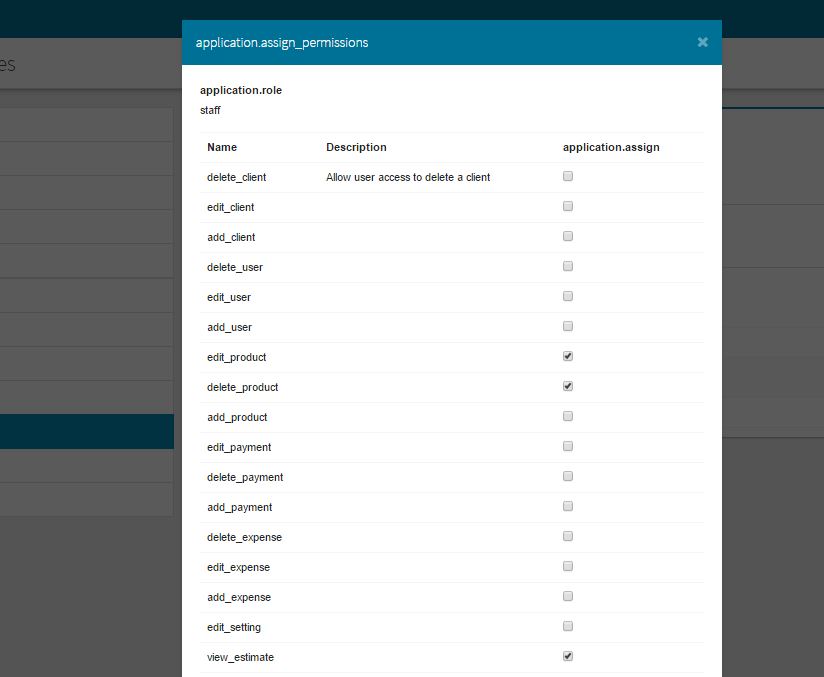 application.assign_permissions ×
es
application.role
staff
Name Description application.assign
delete_client Allow user access to delete a client
edit_client
add_client
delete_user
edit_user
add_user
edit_product
delete_product
add_product
edit_payment
delete_payment
add_payment
delete_expense
edit_expense
add_expense
edit_setting
view_estimate